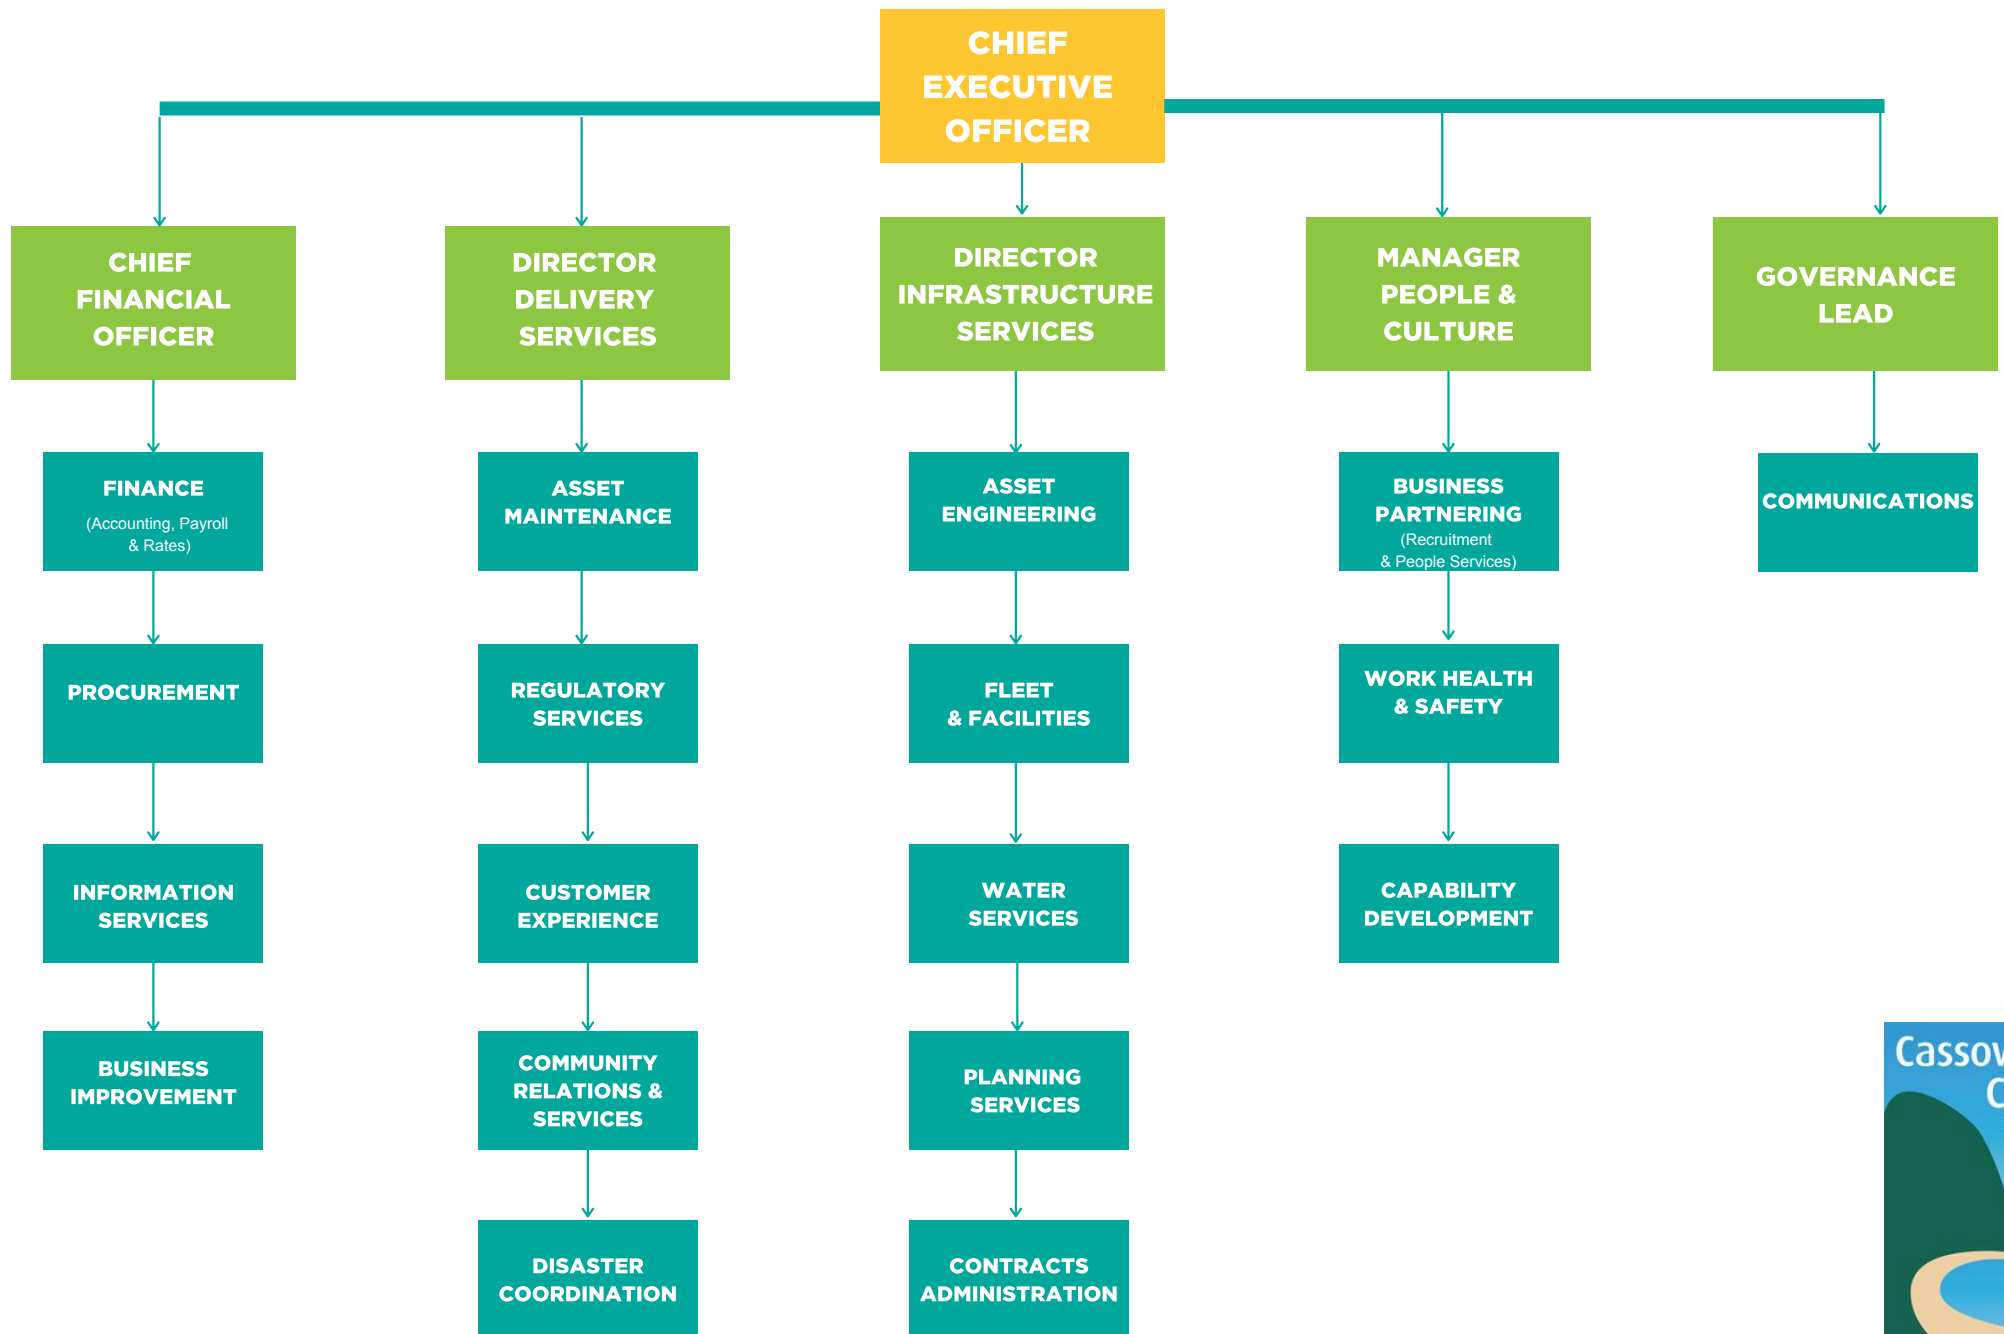 CHIEF
EXECUTIVE
OFFICER
CHIEF
FINANCIAL
OFFICER
DIRECTOR
DELIVERY
SERVICES
DIRECTOR
INFRASTRUCTURE
SERVICES
MANAGER
PEOPLE &
CULTURE
GOVERNANCE
LEAD
FINANCE
(Accounting, Payroll
& Rates)
ASSET
MAINTENANCE
ASSET
ENGINEERING
BUSINESS
PARTNERING
(Recruitment
& People Services)
COMMUNICATIONS
PROCUREMENT
REGULATORY
SERVICES
FLEET
& FACILITIES
WORK HEALTH
& SAFETY
INFORMATION
SERVICES
CUSTOMER
EXPERIENCE
WATER
SERVICES
CAPABILITY
DEVELOPMENT
BUSINESS
IMPROVEMENT
COMMUNITY
RELATIONS &
SERVICES
PLANNING
SERVICES
DISASTER
COORDINATION
CONTRACTS
ADMINISTRATION